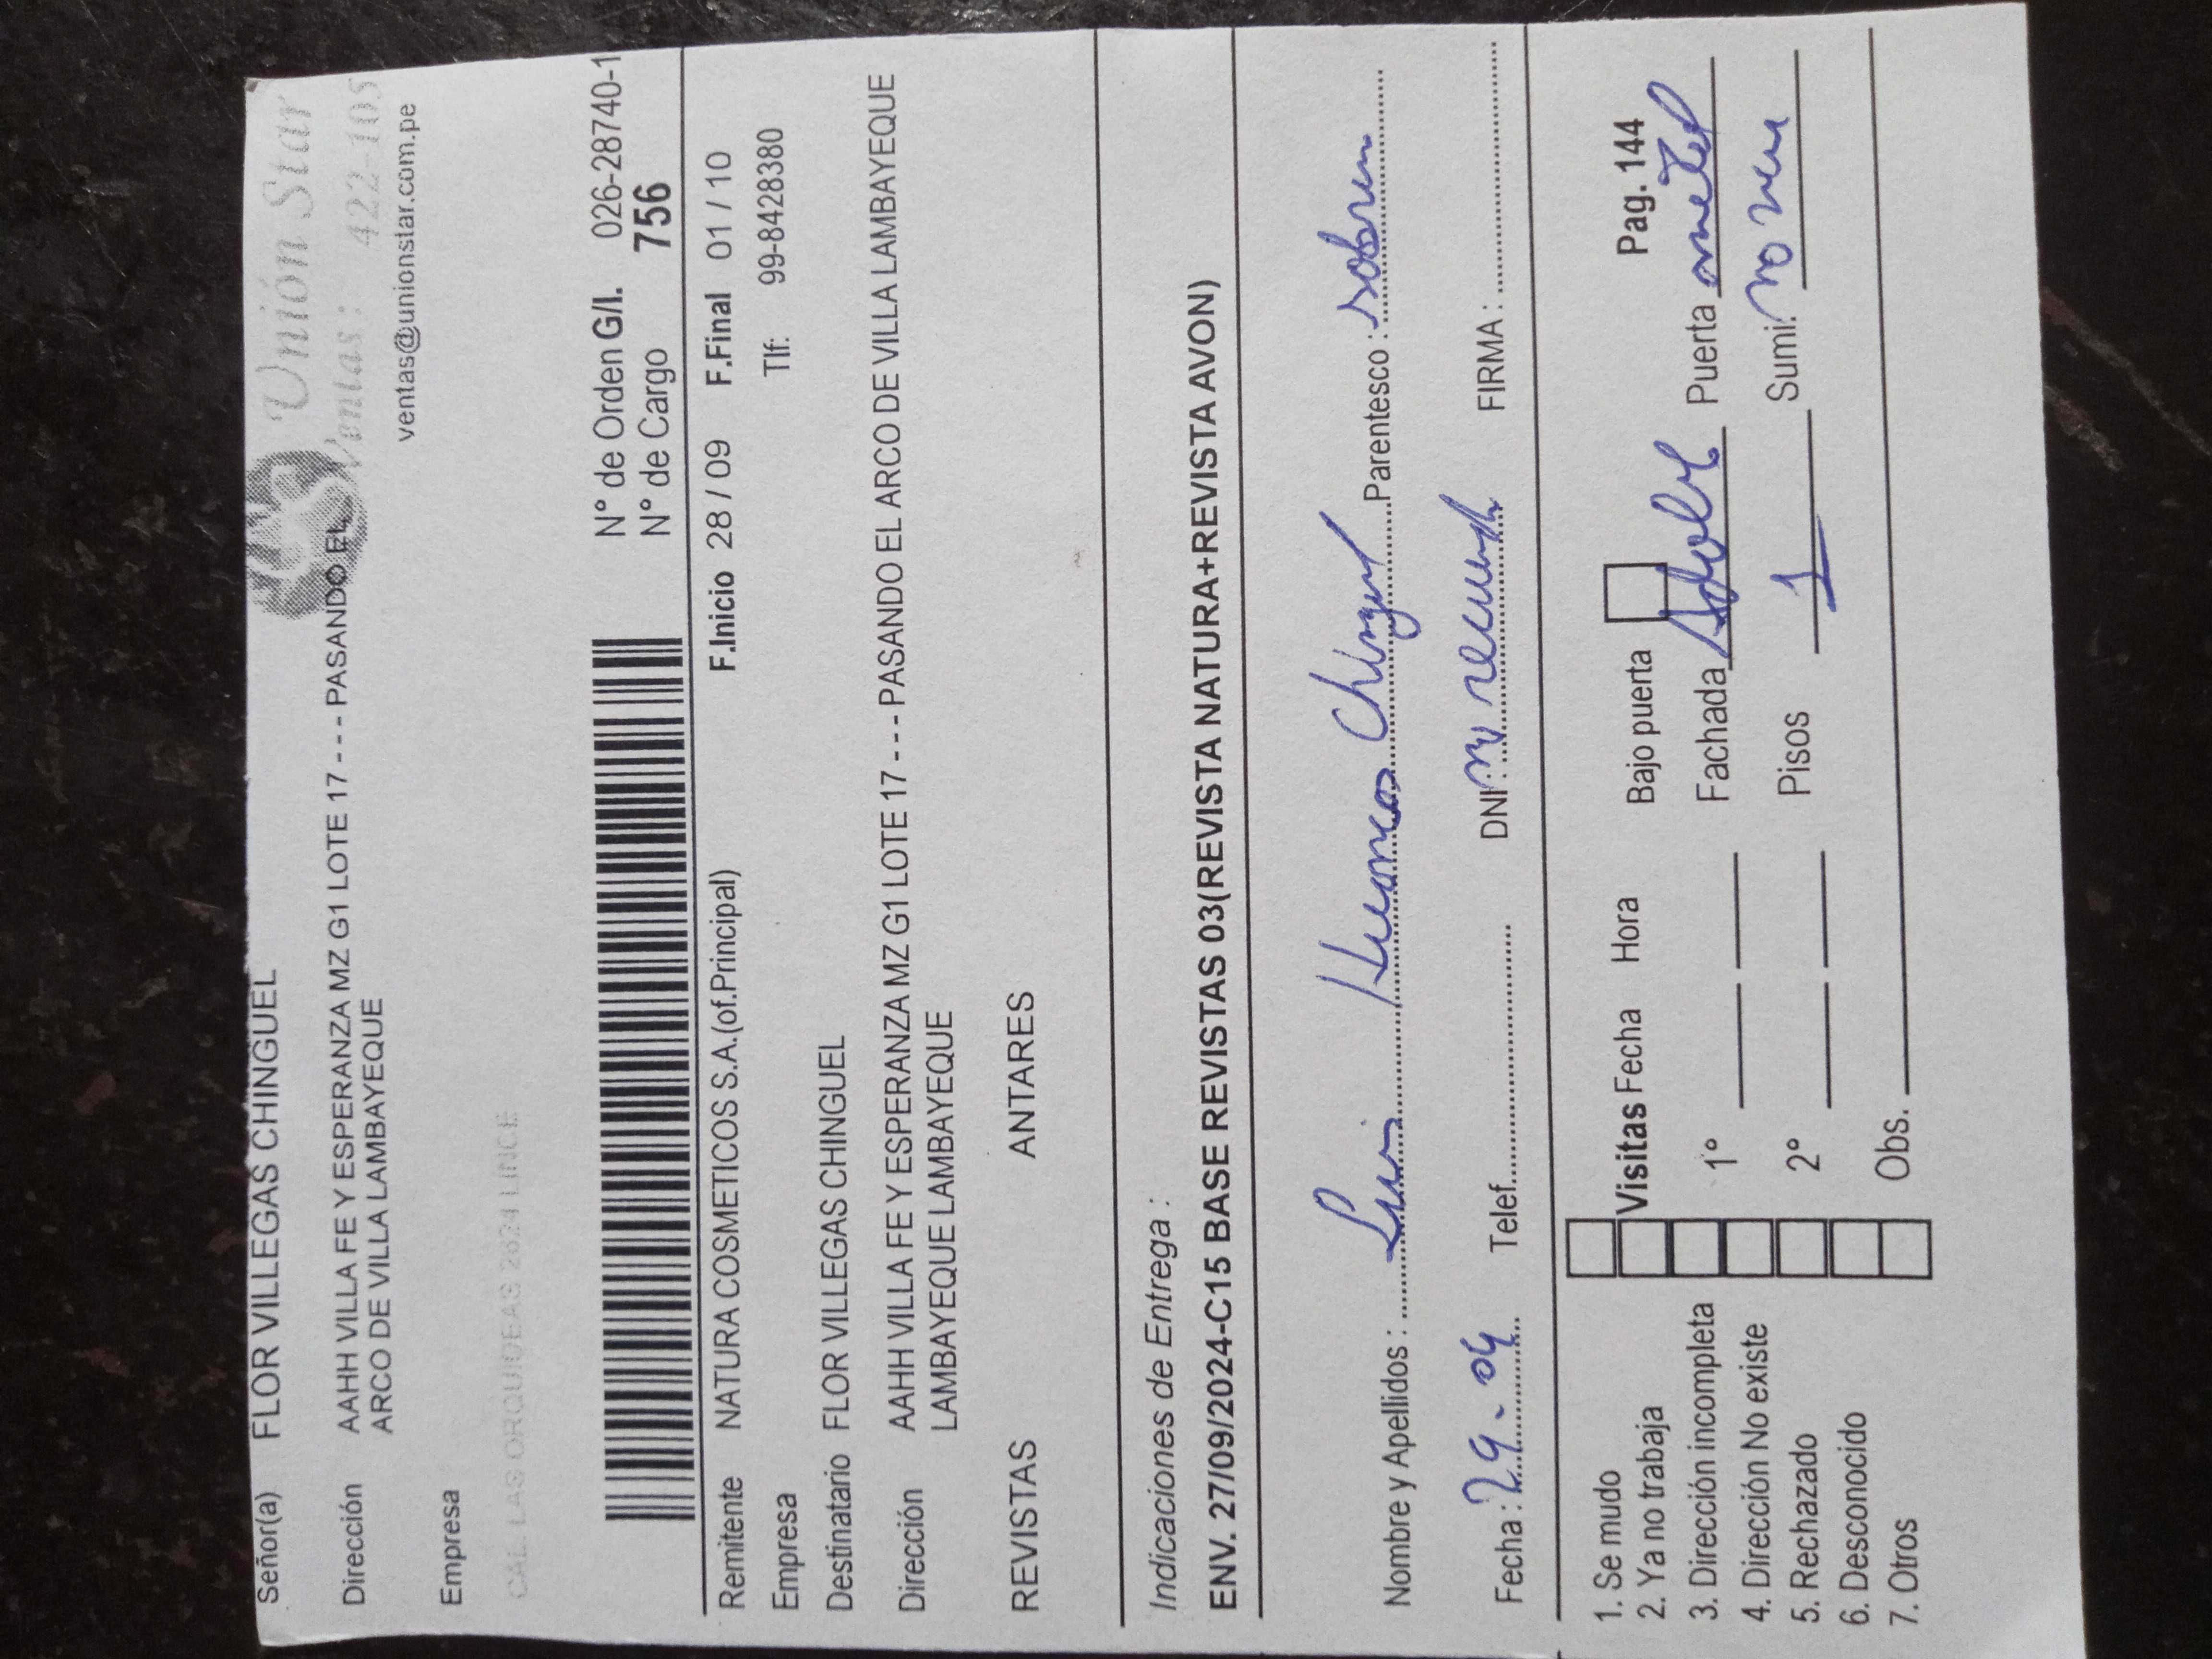 Señor(a) FLOR VILLEGAS CHINGUEL
Unión Star
Dirección AAHH VILLA FE Y ESPERANZA MZ G1 LOTE 17 - - - PASANDO EL
Ventas: 422-105
ARCO DE VILLA LAMBAYEQUE
ventas@unionstar.com.pe
Empresa
CAL. LAS ORQUIDEAS 2624 LINCE
N° de Orden G/I. 026-28740-1
N° de Cargo 756
Remitente NATURA COSMETICOS S.A.(of.Principal) F.Inicio 28 / 09 F.Final 01 / 10
Empresa Tlf: 99-8428380
Destinatario FLOR VILLEGAS CHINGUEL
Dirección AAHH VILLA FE Y ESPERANZA MZ G1 LOTE 17 - - - PASANDO EL ARCO DE VILLA LAMBAYEQUE
LAMBAYEQUE LAMBAYEQUE
REVISTAS ANTARES
Indicaciones de Entrega :
ENV. 27/09/2024-C15 BASE REVISTAS 03(REVISTA NATURA+REVISTA AVON)
Nombre y Apellidos : Luis Parentesco :
Fecha : 29-09 Telef. DNI: FIRMA :
1. Se mudo
2. Ya no trabaja
3. Dirección incompleta
4. Dirección No existe
5. Rechazado
6. Desconocido
7. Otros
Visitas Fecha Hora Bajo puerta Pag. 144
1° Fachada Puerta
2° Pisos 1 Sumi:
Obs.